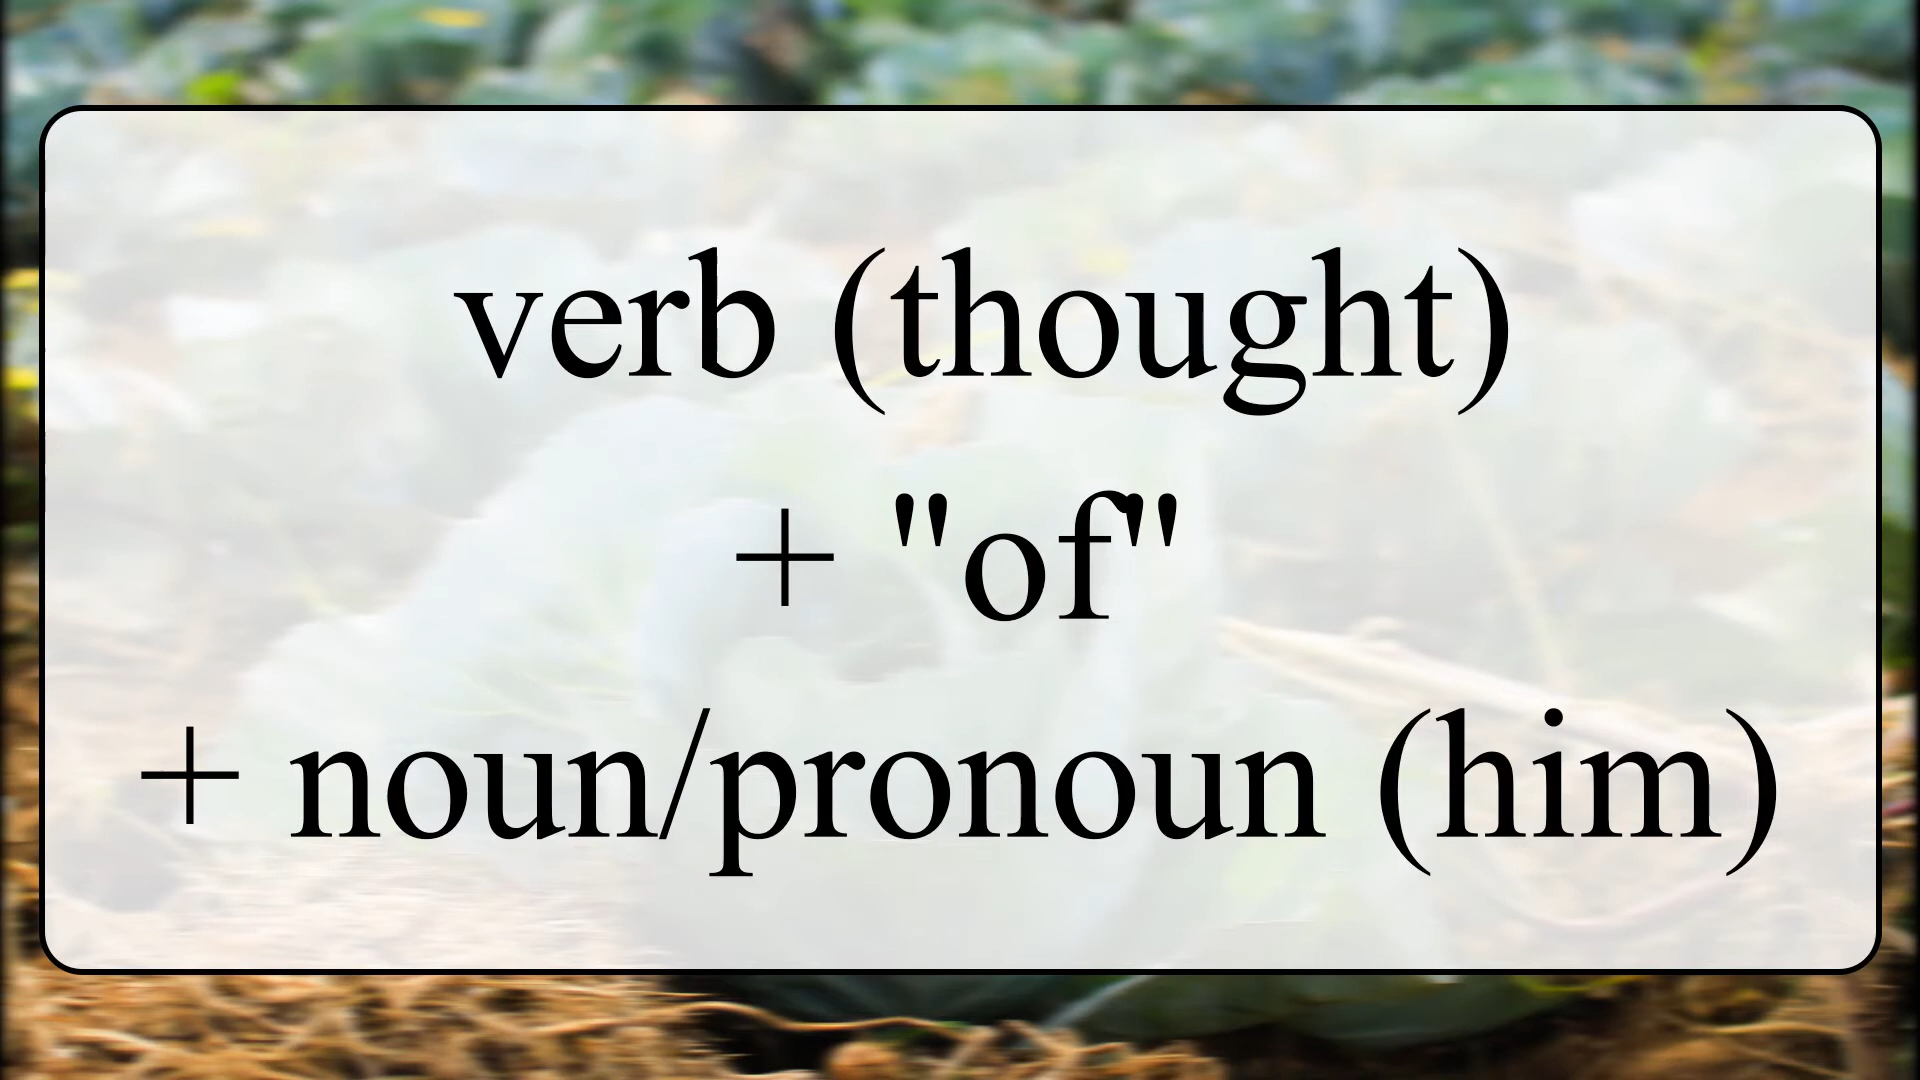 verb (thought)
+ "of"
+ noun/pronoun (him)